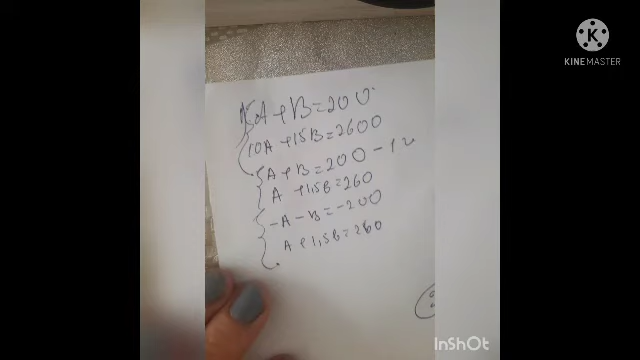 A + B = 200
10A + 15B = 2600
A + B = 200
A + 1,5B = 260
-A - B = -200
A + 1,5B = 260
K
KINEMASTER
InShOt